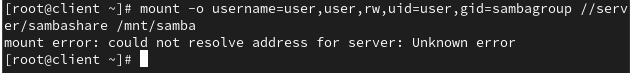 [root@client ~]# mount -o username=user,user,rw,uid=user,gid=sambagroup //serv
er/sambashare /mnt/samba
mount error: could not resolve address for server: Unknown error
[root@client ~]#